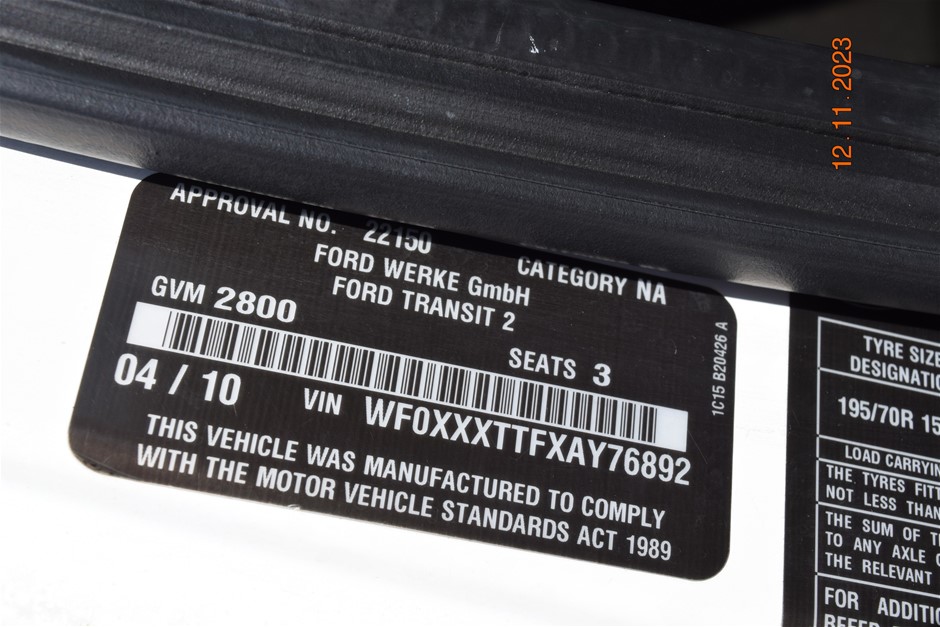 12.11.2023
APPROVAL NO. 22150
CATEGORY NA
FORD WERKE GmbH
FORD TRANSIT 2
GVM 2800
SEATS 3
04 / 10
VIN WF0XXXTTFXAY76892
THIS VEHICLE WAS MANUFACTURED TO COMPLY
WITH THE MOTOR VEHICLE STANDARDS ACT 1989
1C15 B20426 A
TYRE SIZE
DESIGNATIO
195/70R 15
LOAD CARRYIN
THE TYRES FITT
NOT LESS THAN
THE SUM OF T
TO ANY AXLE
THE RELEVANT
FOR ADDITIO
REFER